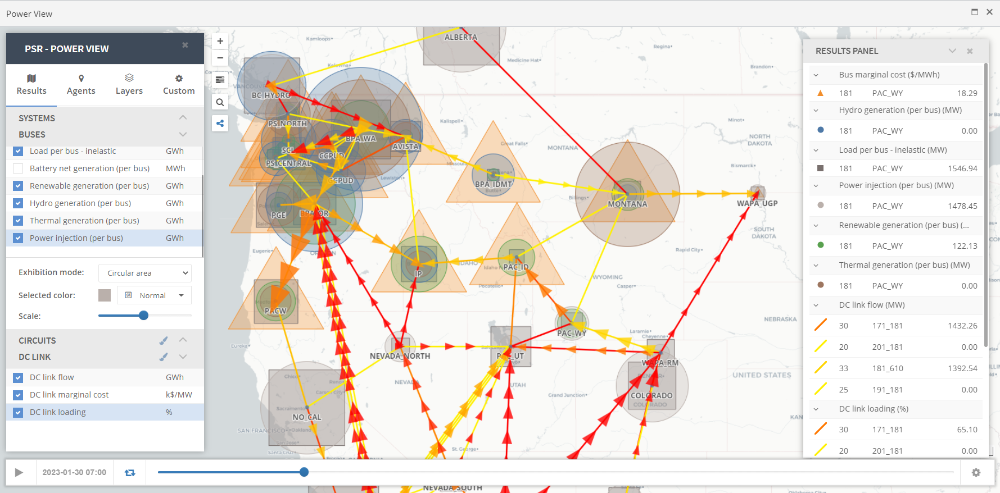 Power View
PSR - POWER VIEW
Results
Agents
Layers
Custom
SYSTEMS
BUSES
Load per bus - inelastic GWh
Battery net generation (per bus) MWh
Renewable generation (per bus) GWh
Hydro generation (per bus) GWh
Thermal generation (per bus) GWh
Power injection (per bus) GWh
Exhibition mode: Circular area
Selected color: Normal
Scale:
CIRCUITS
DC LINK
DC link flow GWh
DC link marginal cost k$/MW
DC link loading %
2023-01-30 07:00
+
−
Kamloops
ALBERTA
Regina
Medicine Hat
Brandon
Kelowna
VANCOUVER
BC_HYDRO
PS_NORTH
Kalispell
Minot
BPA_WA
NORTH
DAKOTA
Great Falls
MONTANA
AVISTA
SCL
CCPUD
PS_CENTRAL
Missoula
Bismarck
Lewiston
GCPUD
BPA_IDMT
Butte
Billings
MONTANA
WAPA_UGP
PGE
BPA_OR
Salem
SOUTH
DAKOTA
Eugene
OREGON
Rapid City
IDAHO
Idaho
PAC_ID
IP
WYOMING
Casper
Pocatello
PACW
NEBRASKA
PAC_WY
Laramie
Cheyenne
Eureka
NEVADA_NORTH
PAC_UT
Provo
WAPA_RM
UNITED STATES
Chico
Reno
NEVADA
UTAH
Carson City
Grand Junction
COLORADO
COLORADO
Sacramento
NO_CAL
KAN
SAN FRANCISCO
Oakland
San Jose
Santa Cruz
St. George
Fresno
NEVADA_SOUTH
RESULTS PANEL
Bus marginal cost ($/MWh)
181 PAC_WY 18.29
Hydro generation (per bus) (MW)
181 PAC_WY 0.00
Load per bus - inelastic (MW)
181 PAC_WY 1546.94
Power injection (per bus) (MW)
181 PAC_WY 1478.45
Renewable generation (per bus) (...
181 PAC_WY 122.13
Thermal generation (per bus) (MW)
181 PAC_WY 0.00
DC link flow (MW)
30 171_181 1432.26
20 201_181 0.00
33 181_610 1392.54
25 191_181 0.00
DC link loading (%)
30 171_181 65.10
20 201_181 0.00